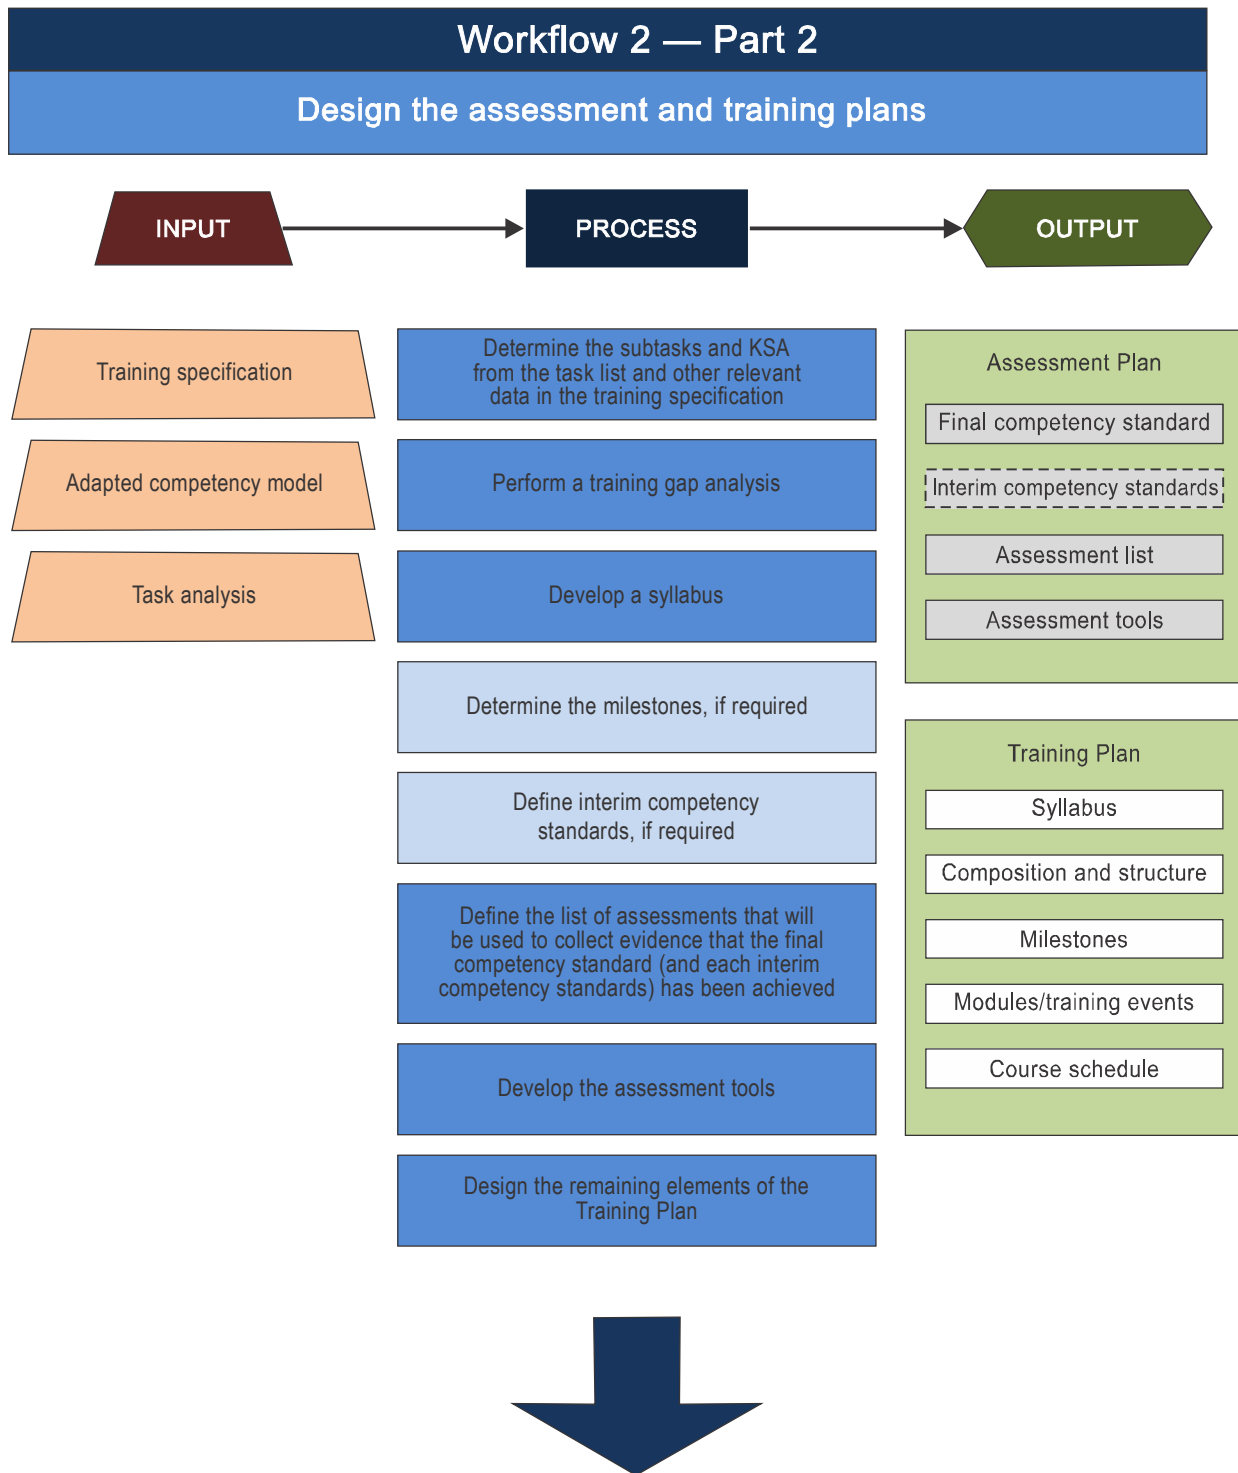 Workflow 2 — Part 2
Design the assessment and training plans
INPUT
PROCESS
OUTPUT
Training specification
Adapted competency model
Task analysis
Determine the subtasks and KSA
from the task list and other relevant
data in the training specification
Perform a training gap analysis
Develop a syllabus
Determine the milestones, if required
Define interim competency
standards, if required
Define the list of assessments that will
be used to collect evidence that the final
competency standard (and each interim
competency standards) has been achieved
Develop the assessment tools
Design the remaining elements of the
Training Plan
Assessment Plan
Final competency standard
Interim competency standards
Assessment list
Assessment tools
Training Plan
Syllabus
Composition and structure
Milestones
Modules/training events
Course schedule